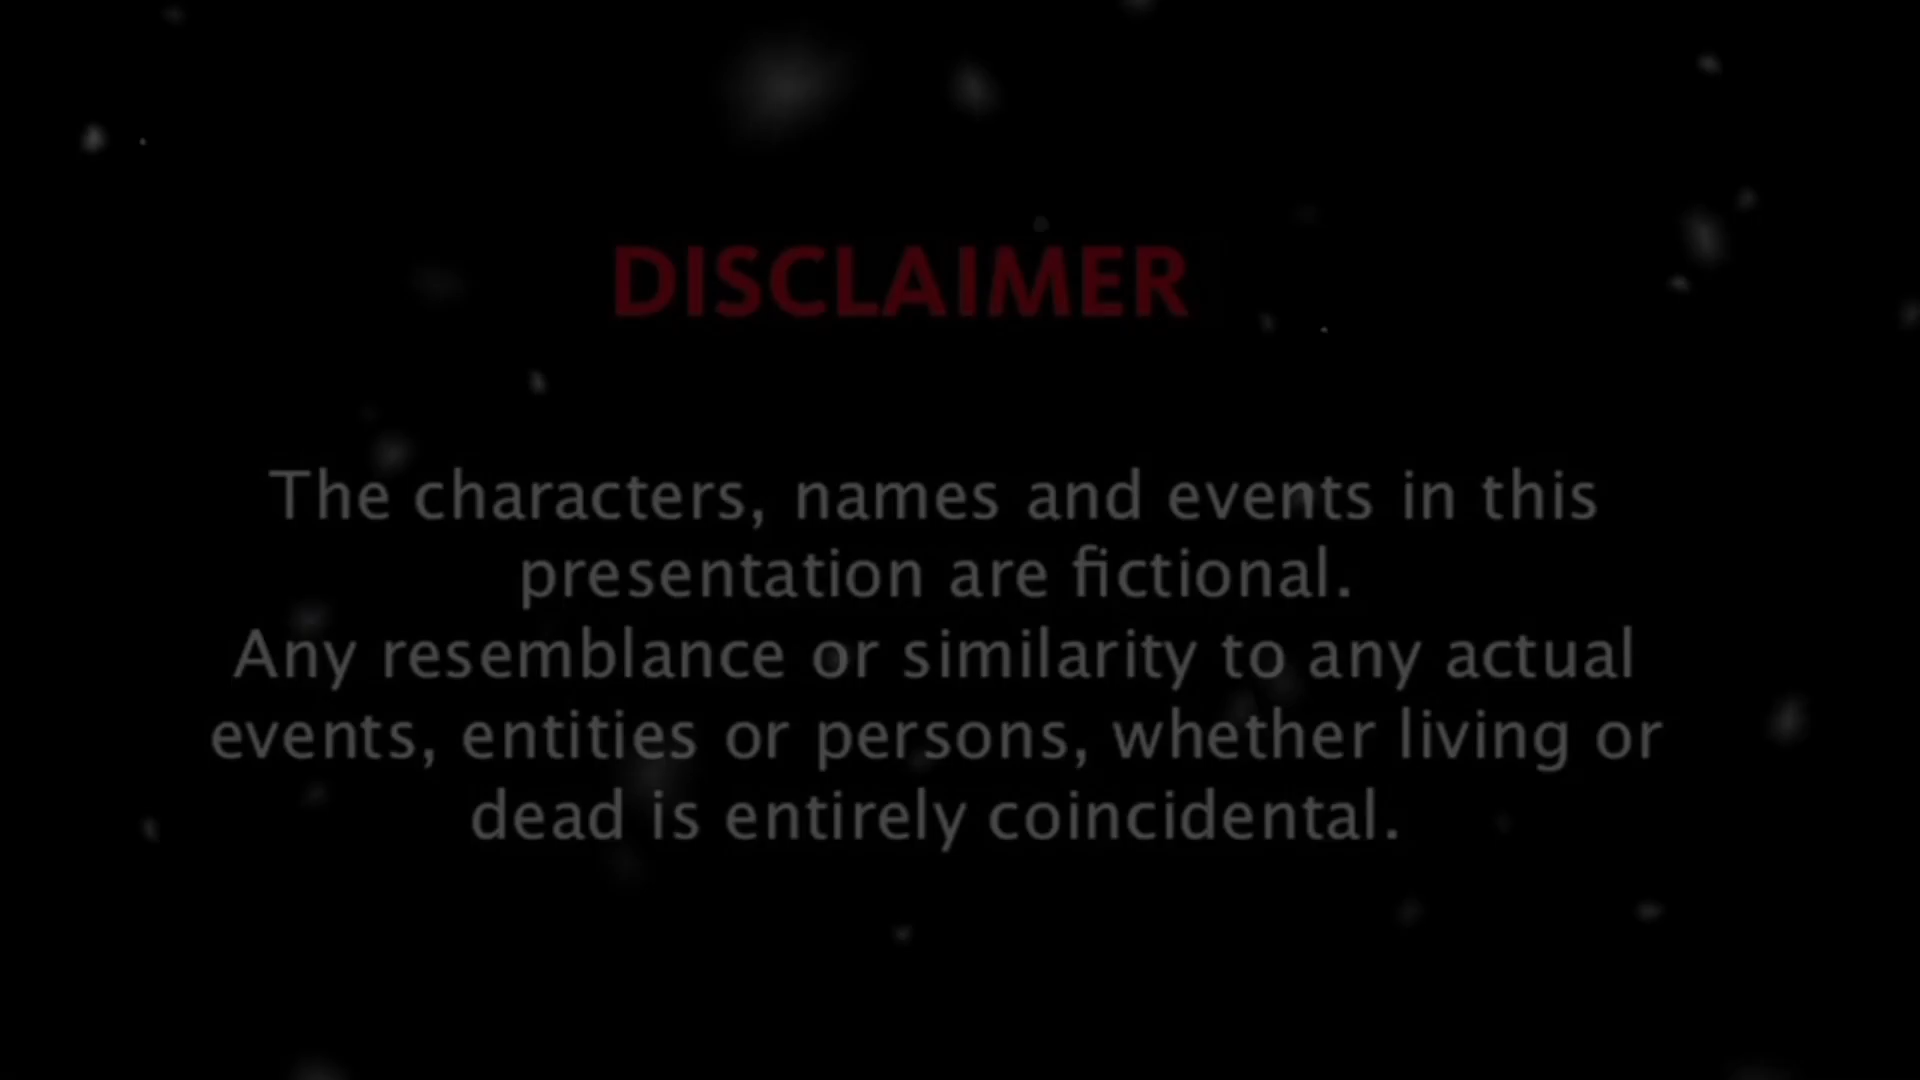 DISCLAIMER
The characters, names and events in this
presentation are fictional.
Any resemblance or similarity to any actual
events, entities or persons, whether living or
dead is entirely coincidental.